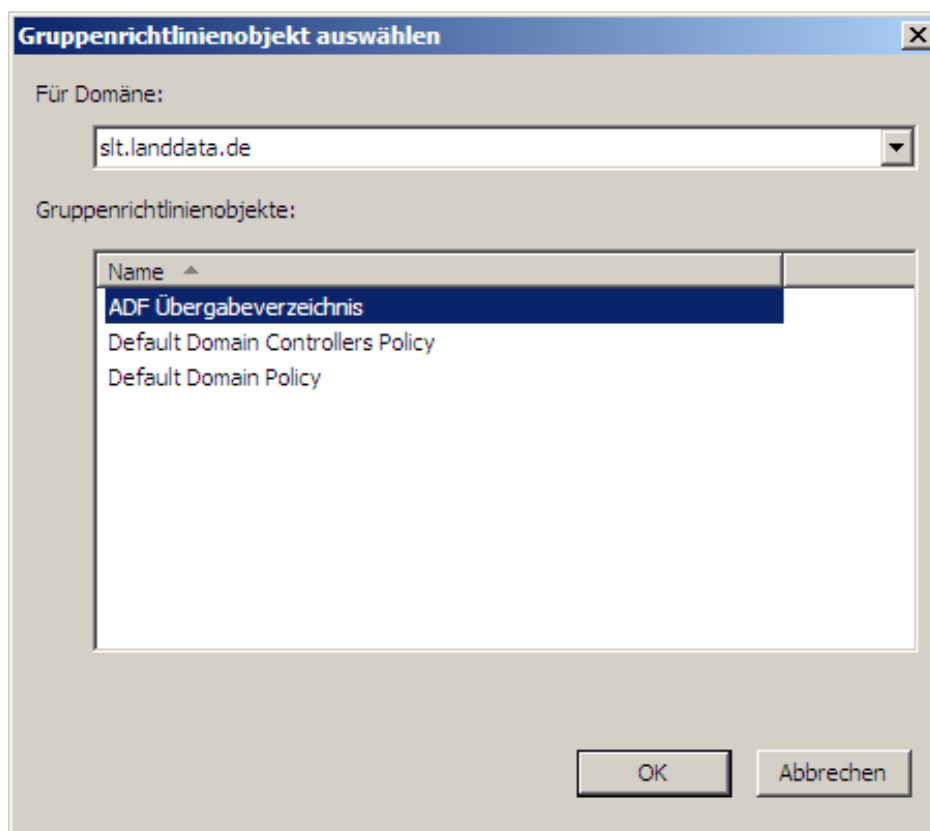 Gruppenrichtlinienobjekt auswählen
Für Domäne:
slt.landdata.de
Gruppenrichtlinienobjekte:
Name
ADF Übergabeverzeichnis
Default Domain Controllers Policy
Default Domain Policy
OK Abbrechen